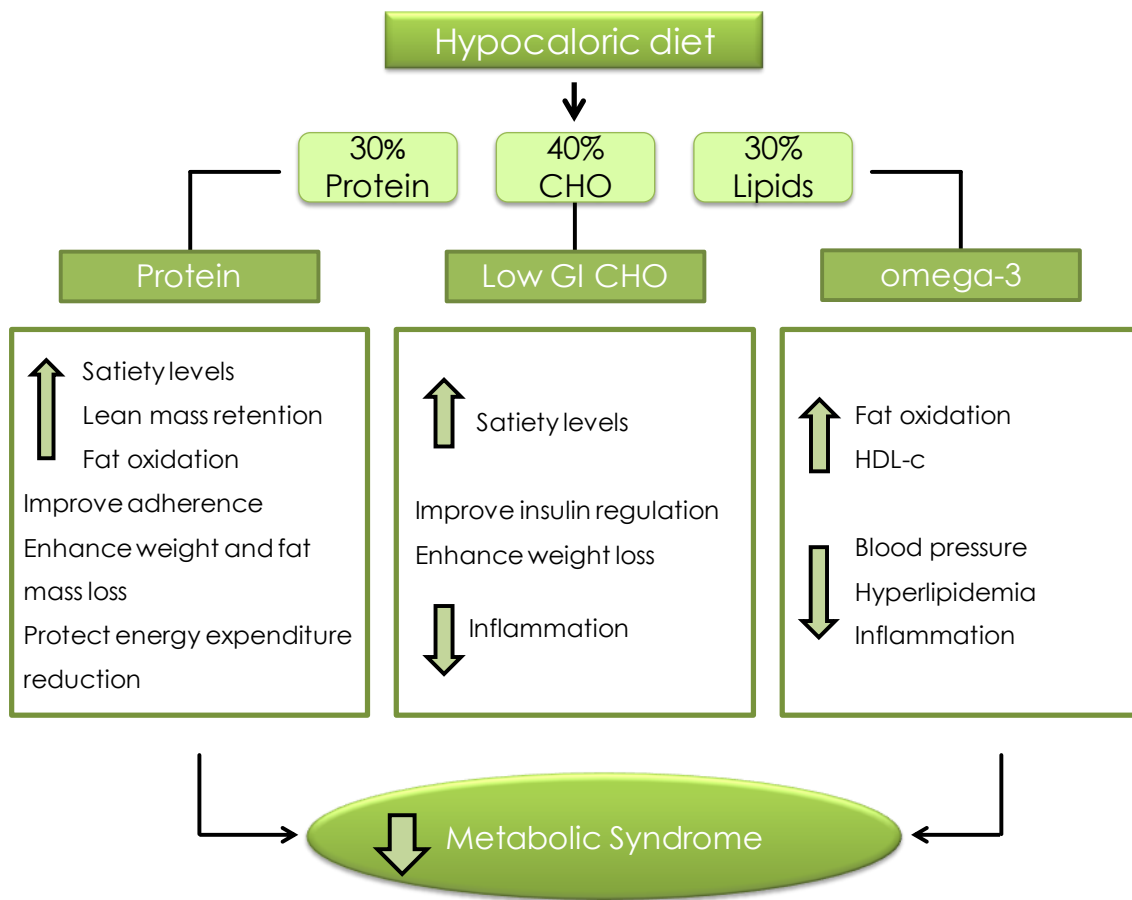 Hypocaloric diet
30%
Protein
40%
CHO
30%
Lipids
Protein
Low GI CHO
omega-3
Satiety levels
Lean mass retention
Fat oxidation
Improve adherence
Enhance weight and fat
mass loss
Protect energy expenditure
reduction
Satiety levels
Improve insulin regulation
Enhance weight loss
Inflammation
Fat oxidation
HDL-c
Blood pressure
Hyperlipidemia
Inflammation
Metabolic Syndrome